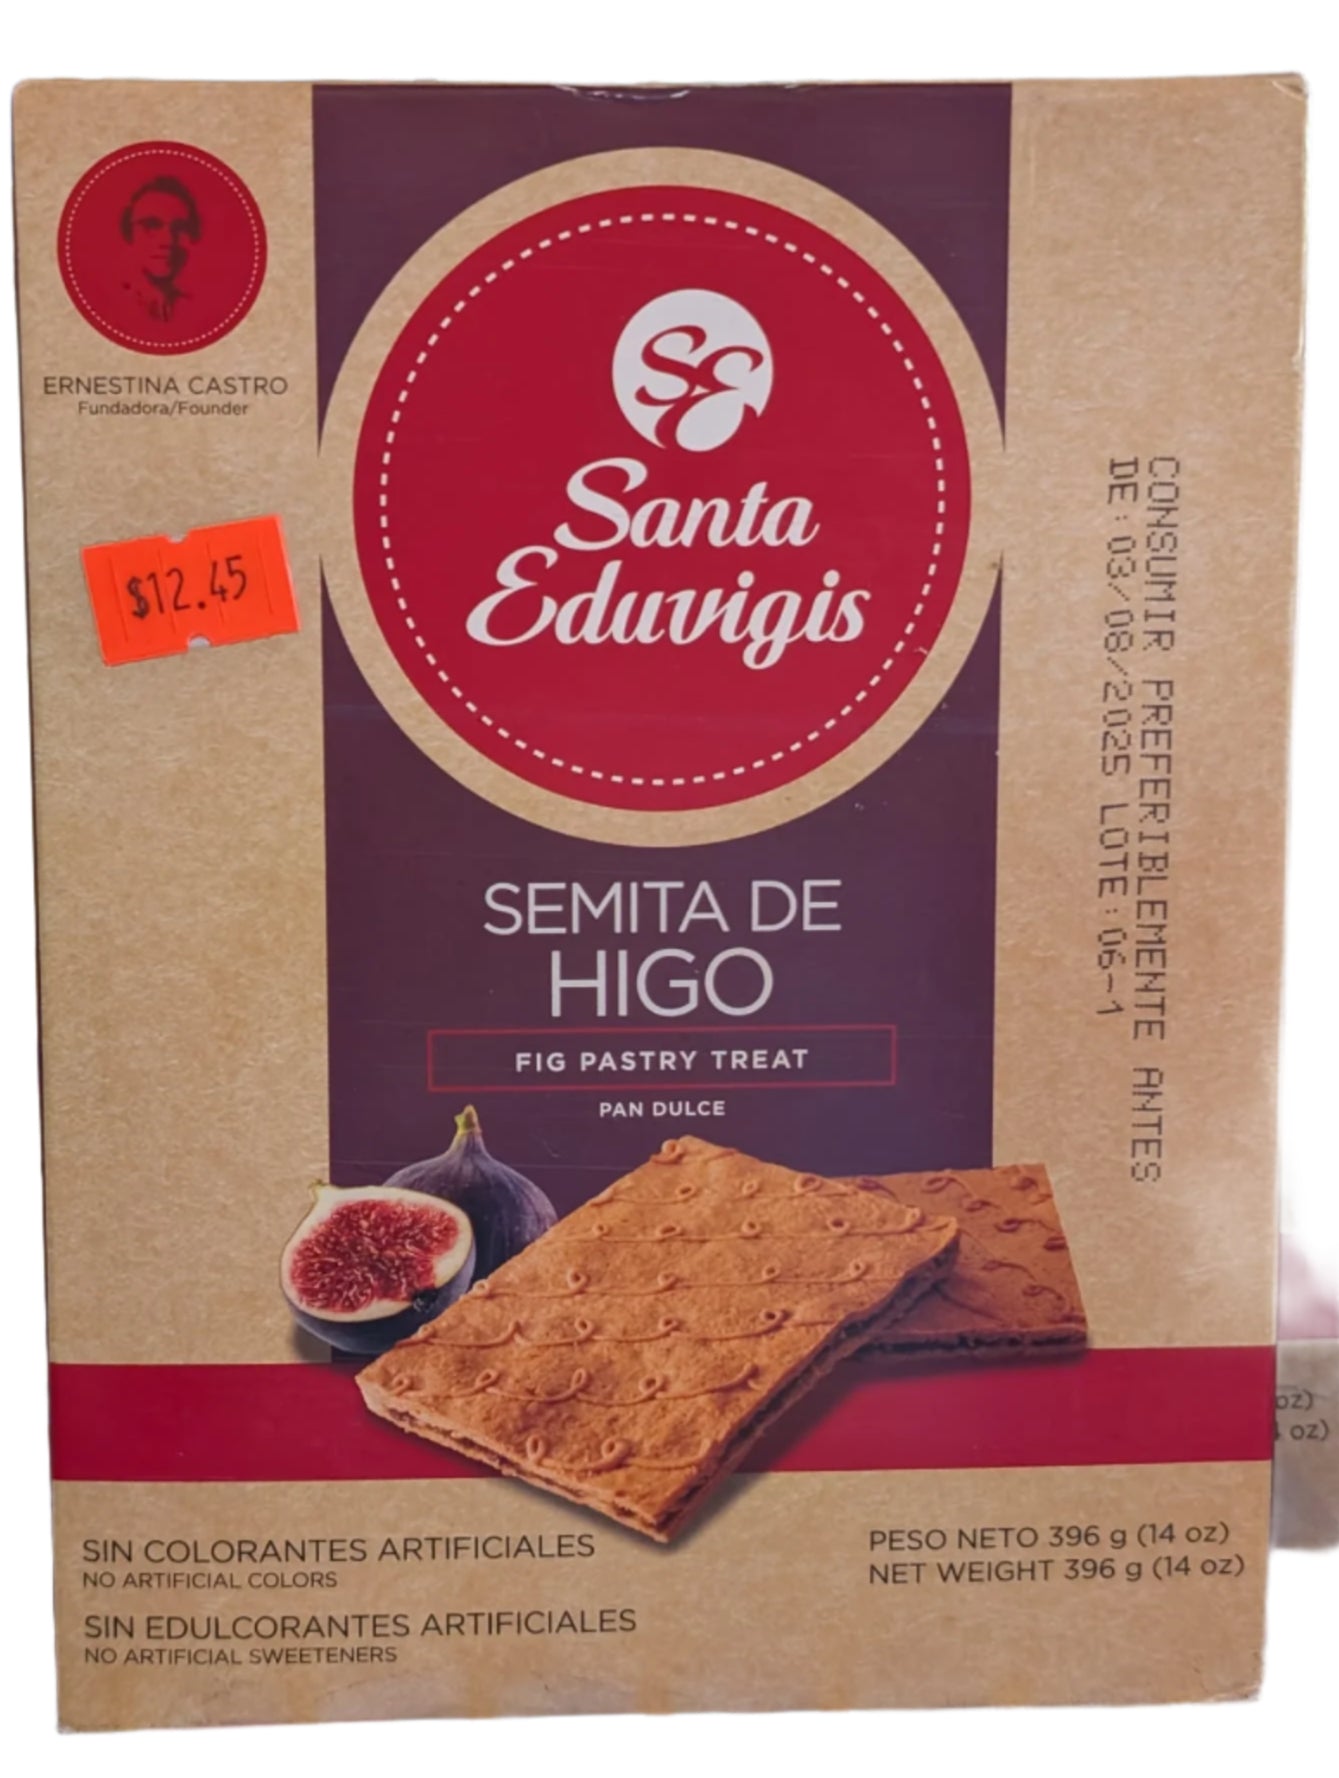 ERNESTINA CASTRO
Fundadora/Founder
$12.45
SE
Santa
Eduvigis
SEMITA DE
HIGO
FIG PASTRY TREAT
PAN DULCE
CONSUMIR PREFERIBLEMENTE ANTES
DE:03/08/2025 LOTE:06-1
SIN COLORANTES ARTIFICIALES
NO ARTIFICIAL COLORS
SIN EDULCORANTES ARTIFICIALES
NO ARTIFICIAL SWEETENERS
PESO NETO 396 g (14 oz)
NET WEIGHT 396 g (14 oz)
oz)
oz)